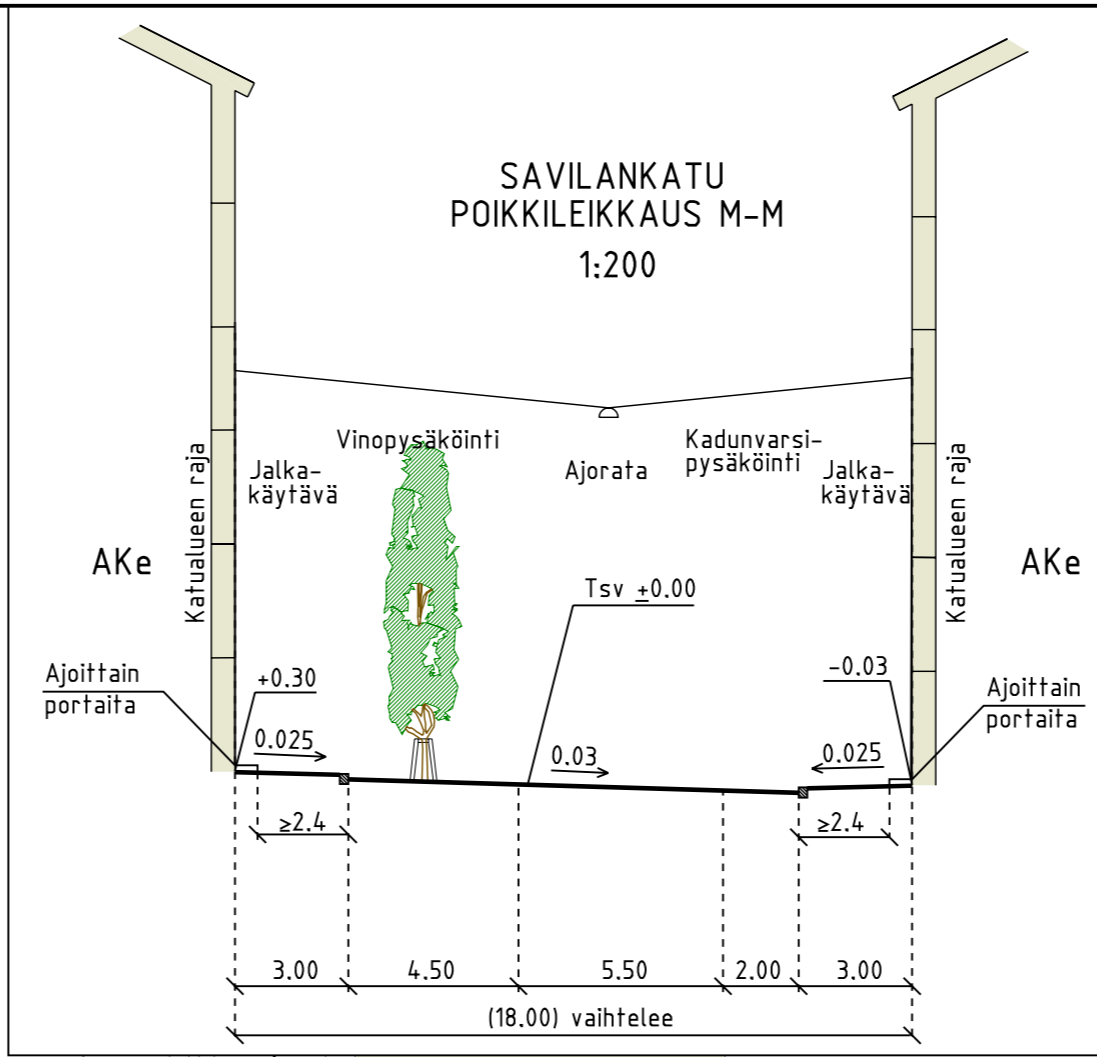 SAVILANKATU
POIKKILEIKKAUS M-M
1:200
Vinopysäköinti
Kadunvarsi-
pysäköinti
Jalka-
käytävä
Ajorata
Jalka-
käytävä
Katualueen raja
Katualueen raja
AKe
AKe
Tsv ±0.00
Ajoittain
portaita
+0.30
-0.03
Ajoittain
portaita
0.025
0.03
0.025
≥2.4
≥2.4
3.00
4.50
5.50
2.00
3.00
(18.00) vaihtelee